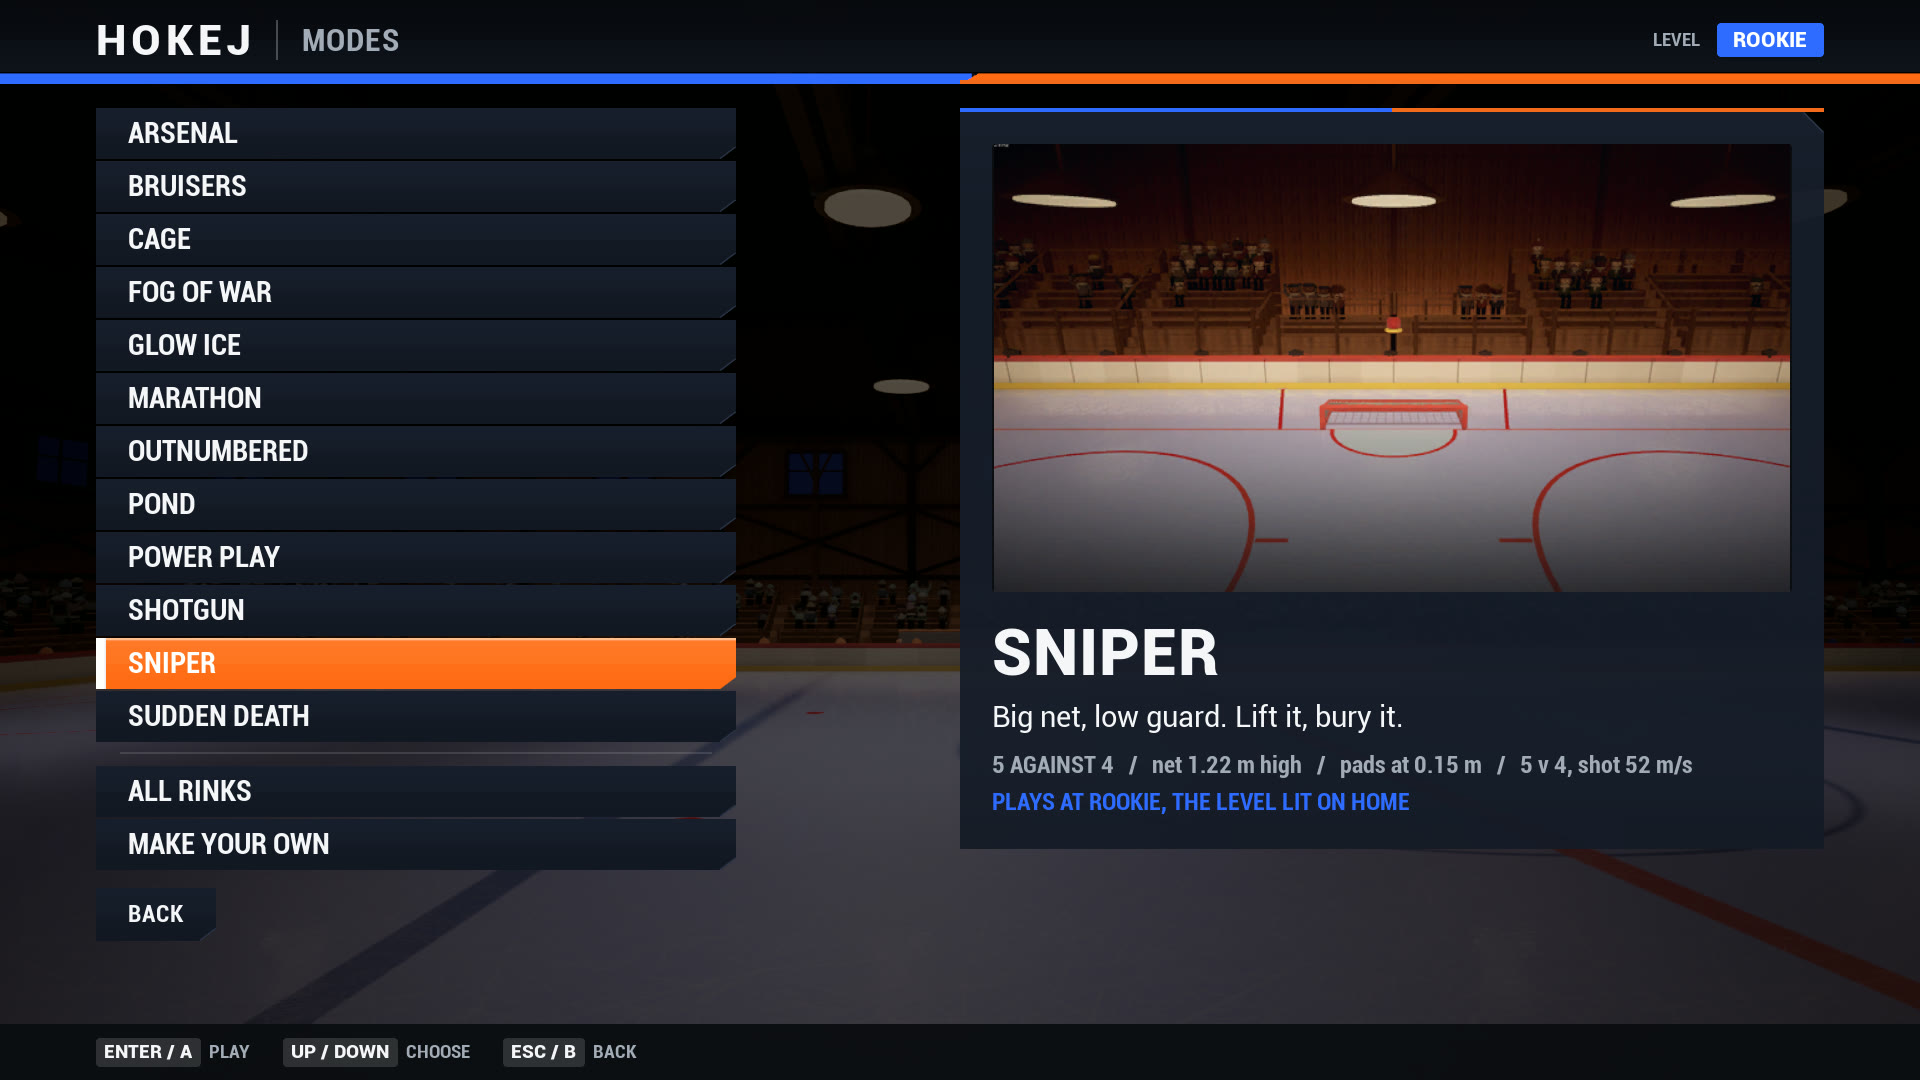 HOKEJ
MODES
LEVEL
ROOKIE
ARSENAL
BRUISERS
CAGE
FOG OF WAR
GLOW ICE
MARATHON
OUTNUMBERED
POND
POWER PLAY
SHOTGUN
SNIPER
SUDDEN DEATH
ALL RINKS
MAKE YOUR OWN
BACK
SNIPER
Big net, low guard. Lift it, bury it.
5 AGAINST 4 / net 1.22 m high / pads at 0.15 m / 5 v 4, shot 52 m/s
PLAYS AT ROOKIE, THE LEVEL LIT ON HOME
ENTER / A PLAY UP / DOWN CHOOSE ESC / B BACK